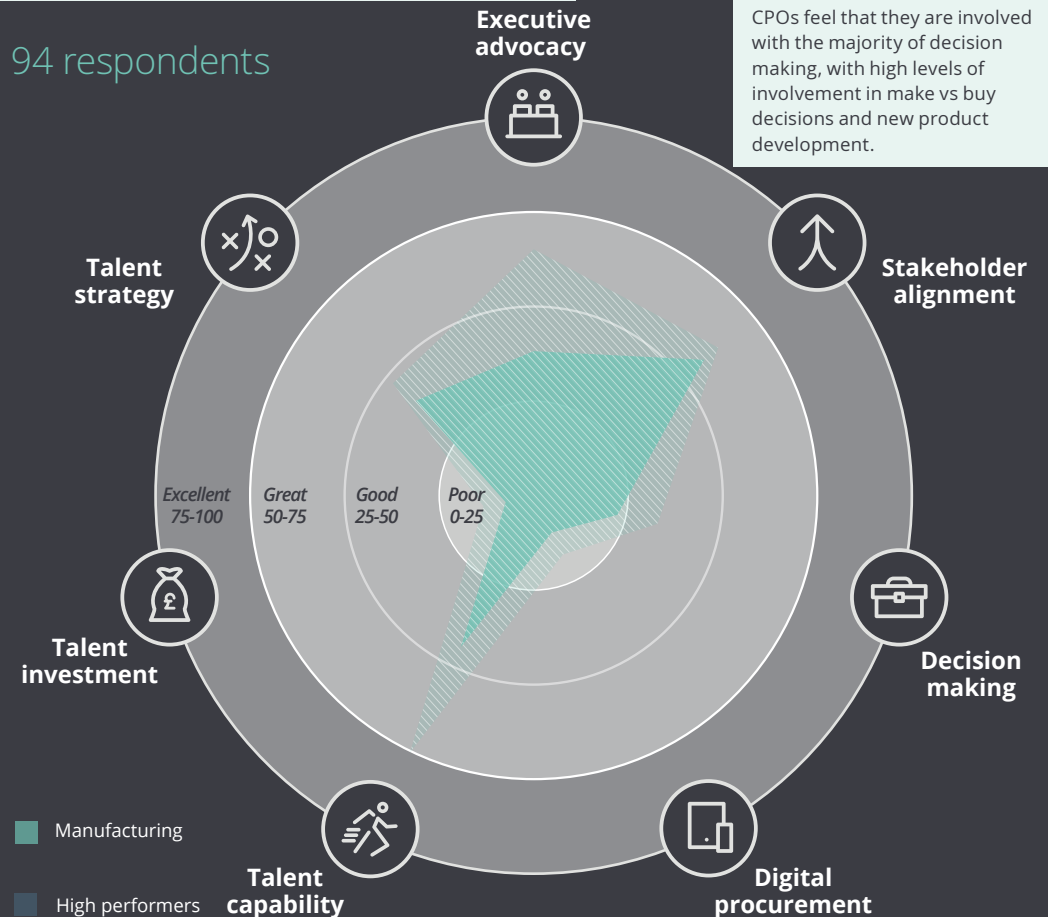 94 respondents
Executive
advocacy
CPOs feel that they are involved
with the majority of decision
making, with high levels of
involvement in make vs buy
decisions and new product
development.
Talent
strategy
Stakeholder
alignment
Excellent
75-100
Great
50-75
Good
25-50
Poor
0-25
£
Talent
investment
Decision
making
Manufacturing
High performers
Talent
capability
Digital
procurement